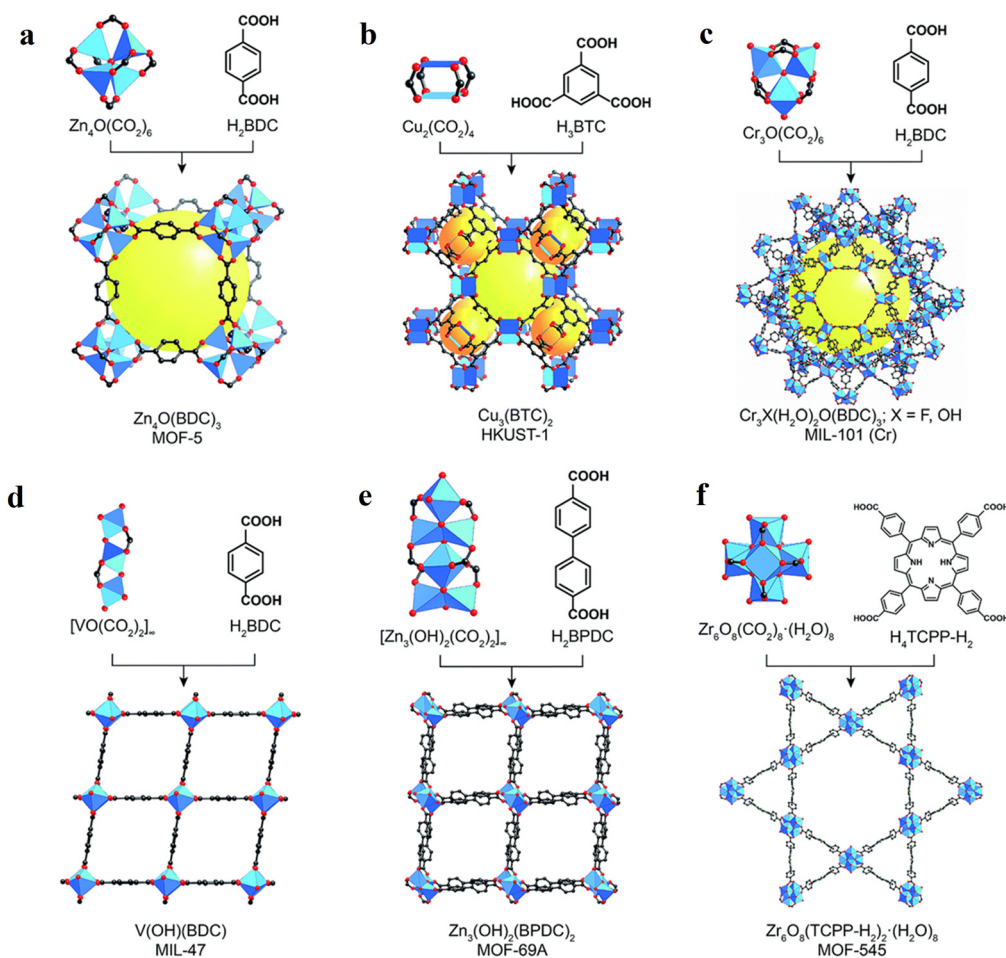 a
COOH
COOH
Zn₄O(CO₂)₆
H₂BDC
Zn₄O(BDC)₃
MOF-5
b
COOH
HOOC
COOH
Cu₂(CO₂)₄
H₃BTC
Cu₃(BTC)₂
HKUST-1
c
COOH
COOH
Cr₃O(CO₂)₆
H₂BDC
Cr₃X(H₂O)₂O(BDC)₃; X = F, OH
MIL-101 (Cr)
d
COOH
COOH
[VO(CO₂)₂]∞
H₂BDC
V(OH)(BDC)
MIL-47
e
COOH
COOH
[Zn₃(OH)₂(CO₂)₂]∞
H₂BPDC
Zn₃(OH)₂(BPDC)₂
MOF-69A
f
HOOC
COOH
N
NH
HN
N
HOOC
COOH
Zr₆O₈(CO₂)₈·(H₂O)₈
H₄TCPP-H₂
Zr₆O₈(TCPP-H₂)₂·(H₂O)₈
MOF-545